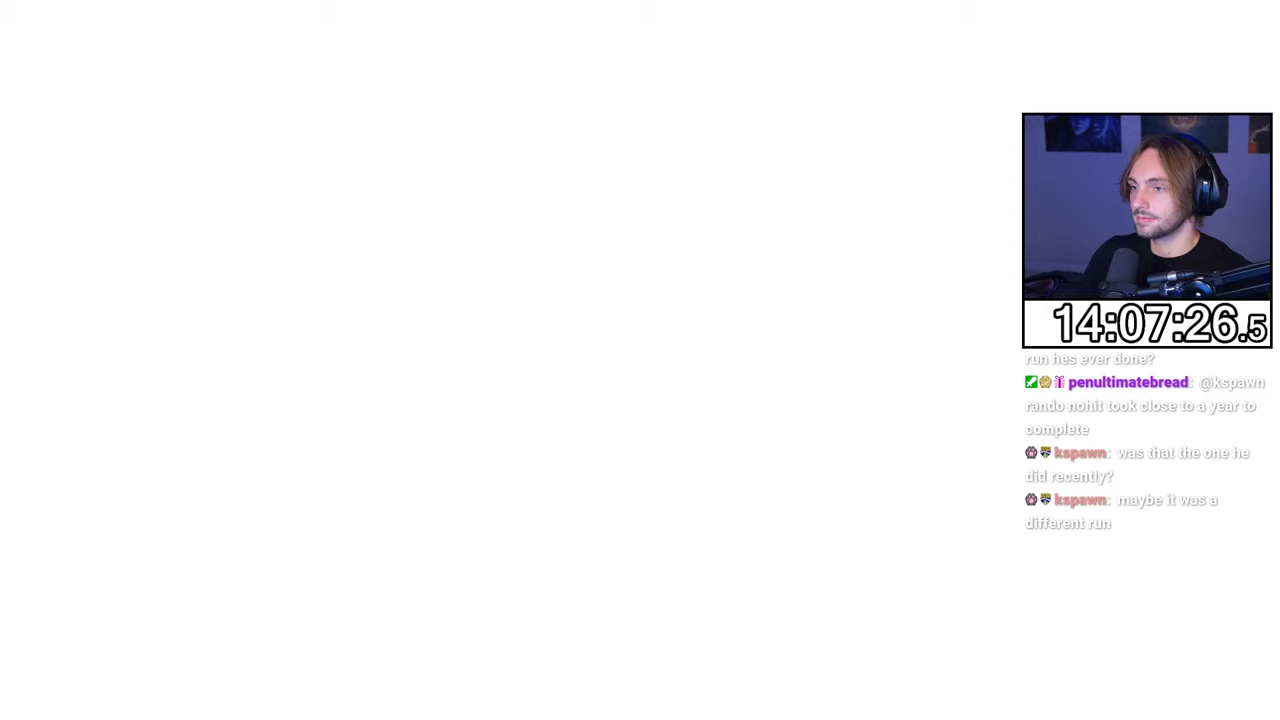 14:07:26.5
run hes ever done?
penultimatebread: @kspawn
rando nohit took close to a year to
complete
kspawn: was that the one he
did recently?
kspawn: maybe it was a
different run